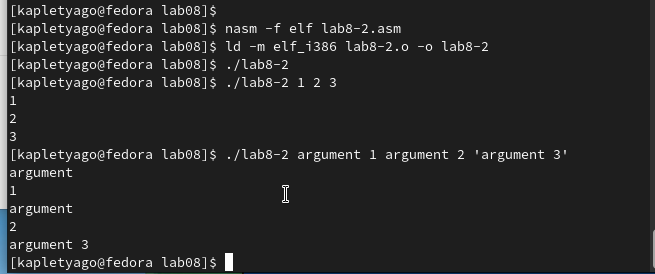 [kapletyago@fedora lab08]$
[kapletyago@fedora lab08]$ nasm -f elf lab8-2.asm
[kapletyago@fedora lab08]$ ld -m elf_i386 lab8-2.o -o lab8-2
[kapletyago@fedora lab08]$ ./lab8-2
[kapletyago@fedora lab08]$ ./lab8-2 1 2 3
1
2
3
[kapletyago@fedora lab08]$ ./lab8-2 argument 1 argument 2 'argument 3'
argument
1
argument
2
argument 3
[kapletyago@fedora lab08]$